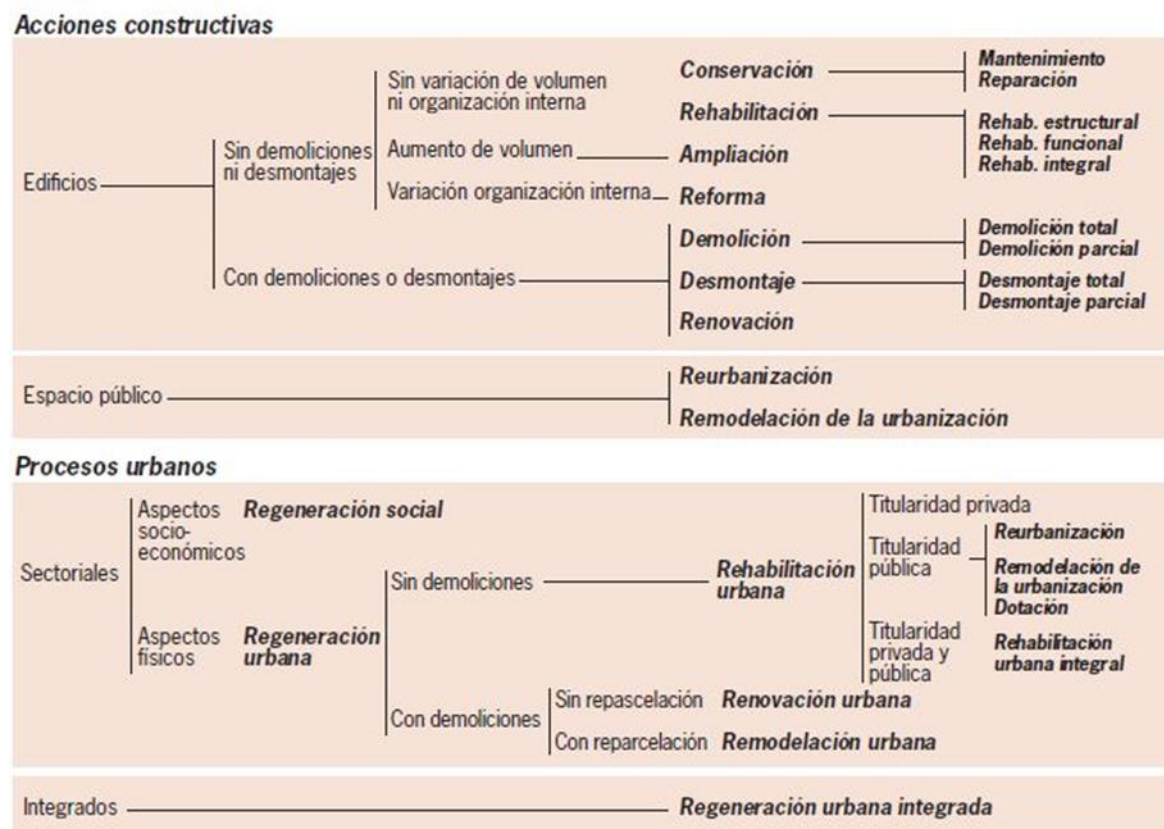 Acciones constructivas
Edificios
Sin demoliciones
ni desmontajes
Sin variación de volumen
ni organización interna
Conservación
Mantenimiento
Reparación
Rehabilitación
Rehab. estructural
Rehab. funcional
Rehab. integral
Aumento de volumen
Ampliación
Variación organización interna
Reforma
Con demoliciones o desmontajes
Demolición
Demolición total
Demolición parcial
Desmontaje
Desmontaje total
Desmontaje parcial
Renovación
Espacio público
Reurbanización
Remodelación de la urbanización
Procesos urbanos
Sectoriales
Aspectos
socio-
económicos
Regeneración social
Aspectos
físicos
Regeneración
urbana
Sin demoliciones
Rehabilitación
urbana
Titularidad privada
Titularidad
pública
Reurbanización
Remodelación de
la urbanización
Dotación
Titularidad
privada y
pública
Rehabilitación
urbana integral
Con demoliciones
Sin repascelación
Renovación urbana
Con reparcelación
Remodelación urbana
Integrados
Regeneración urbana integrada